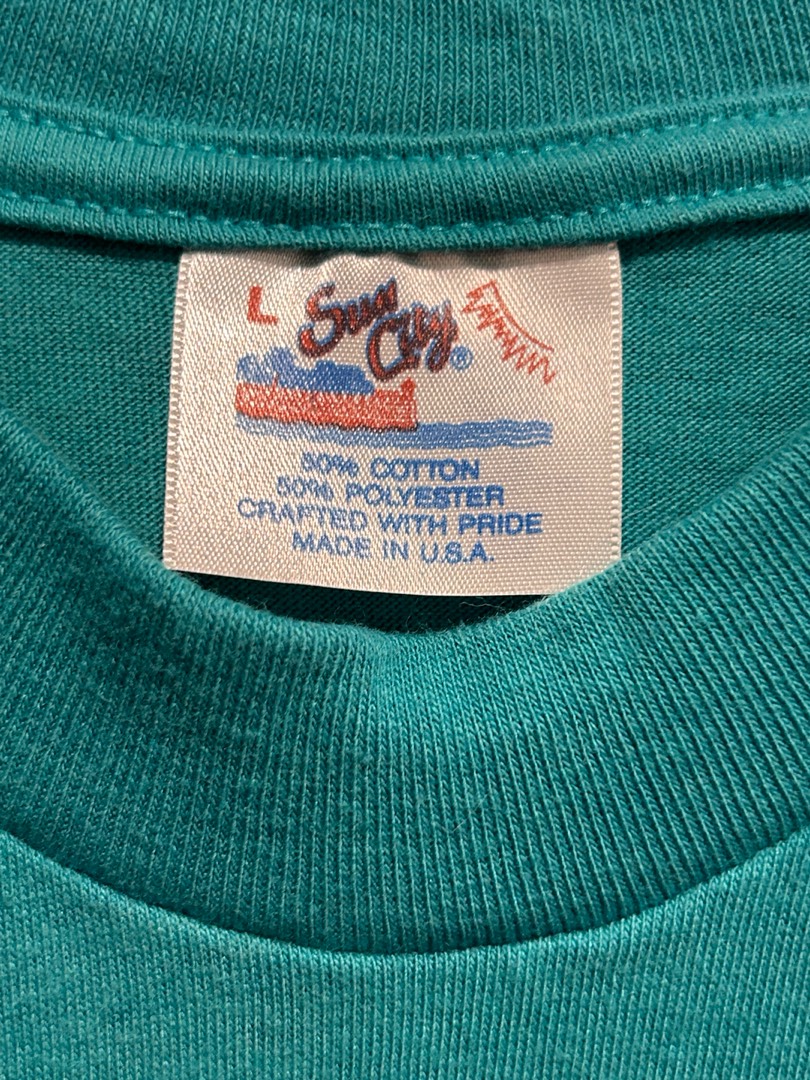 L
Sun
City®
50% COTTON
50% POLYESTER
CRAFTED WITH PRIDE
MADE IN U.S.A.